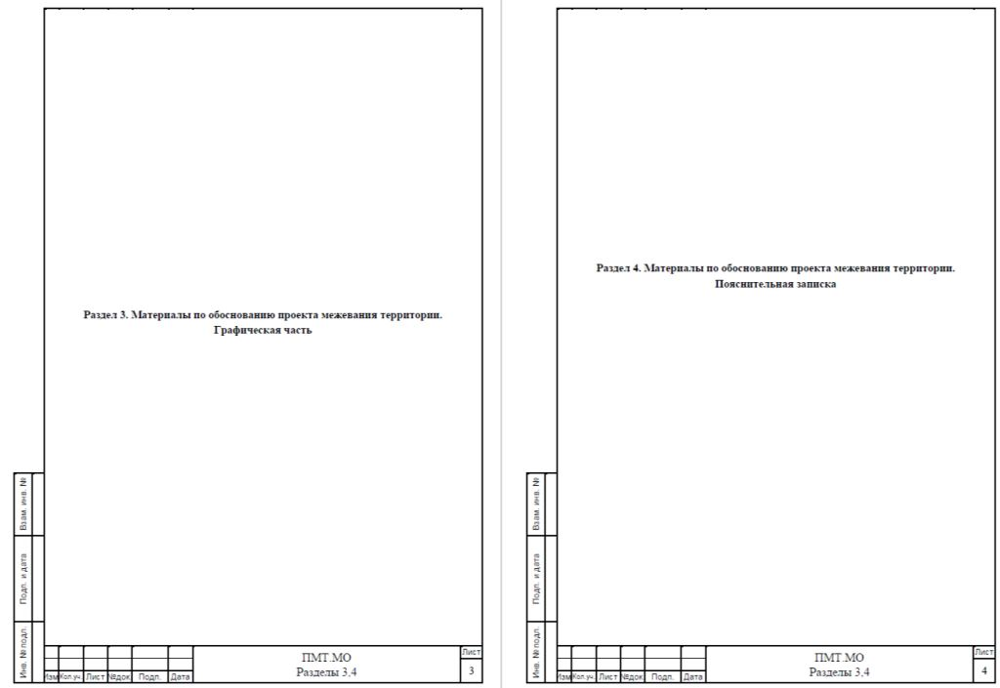 Раздел 3. Материалы по обоснованию проекта межевания территории.
Графическая часть
Взам. инв. №
Подп. и дата
Инв. № подл.
Изм Кол.уч. Лист №док. Подп. Дата
ПМТ.МО
Разделы 3,4
Лист
3
Раздел 4. Материалы по обоснованию проекта межевания территории.
Пояснительная записка
Взам. инв. №
Подп. и дата
Инв. № подл.
Изм Кол.уч. Лист №док. Подп. Дата
ПМТ.МО
Разделы 3,4
Лист
4